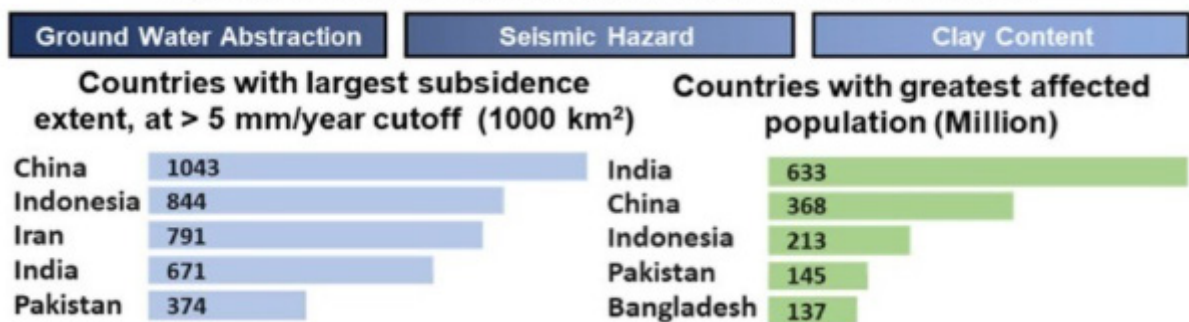 Ground Water Abstraction
Seismic Hazard
Clay Content
Countries with largest subsidence
extent, at > 5 mm/year cutoff (1000 km²)
China 1043
Indonesia 844
Iran 791
India 671
Pakistan 374
Countries with greatest affected
population (Million)
India 633
China 368
Indonesia 213
Pakistan 145
Bangladesh 137